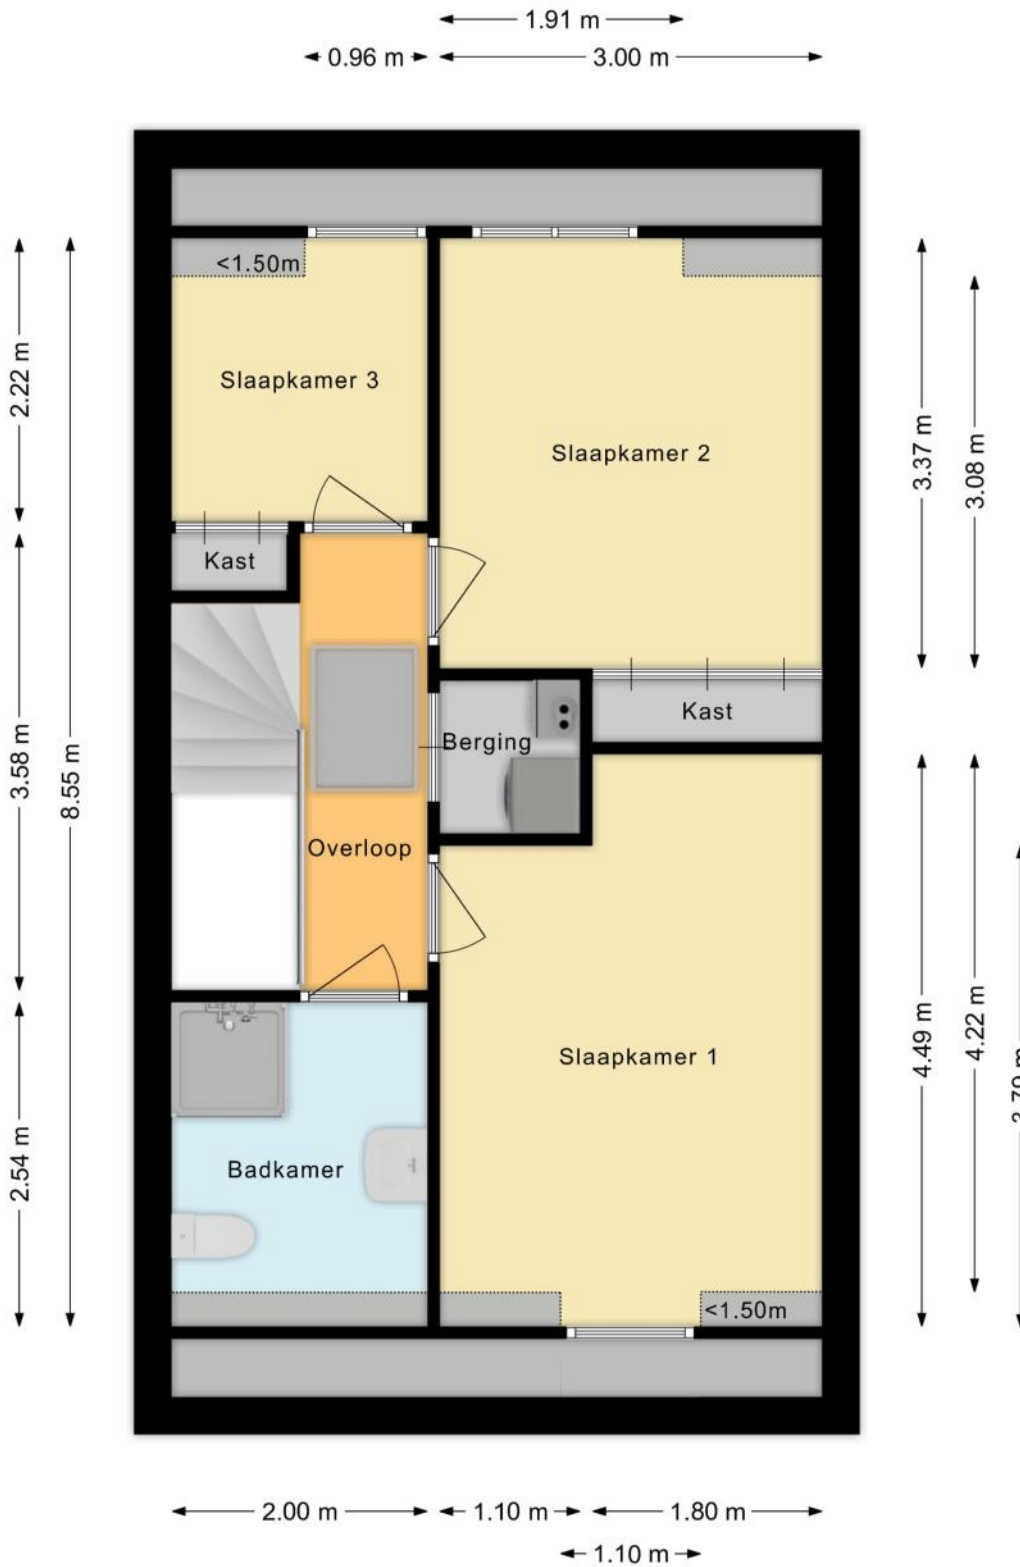 1.91 m
0.96 m
3.00 m
<1.50m
Slaapkamer 3
2.22 m
Slaapkamer 2
3.37 m
3.08 m
Kast
Kast
Berging
3.58 m
8.55 m
Overloop
Slaapkamer 1
4.49 m
4.22 m
3.79 m
Badkamer
2.54 m
<1.50m
2.00 m
1.10 m
1.80 m
1.10 m